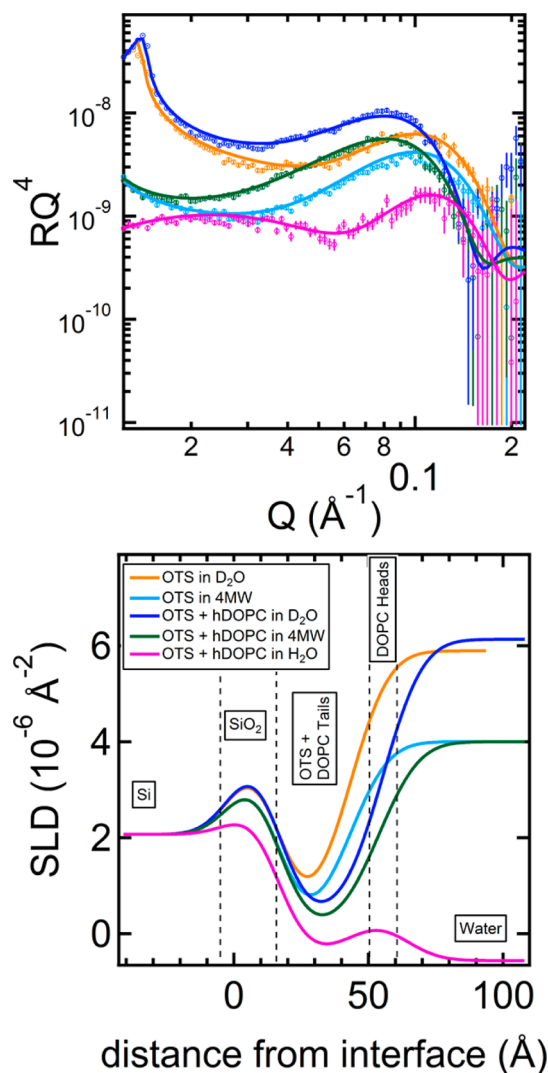 10⁻⁸
10⁻⁹
10⁻¹⁰
10⁻¹¹
RQ⁴
2
4
6
8
0.1
2
Q (Å⁻¹)
OTS in D₂O
OTS in 4MW
OTS + hDOPC in D₂O
OTS + hDOPC in 4MW
OTS + hDOPC in H₂O
DOPC Heads
SiO₂
OTS +
DOPC Tails
Si
Water
6
4
2
0
SLD (10⁻⁶ Å⁻²)
0
50
100
distance from interface (Å)